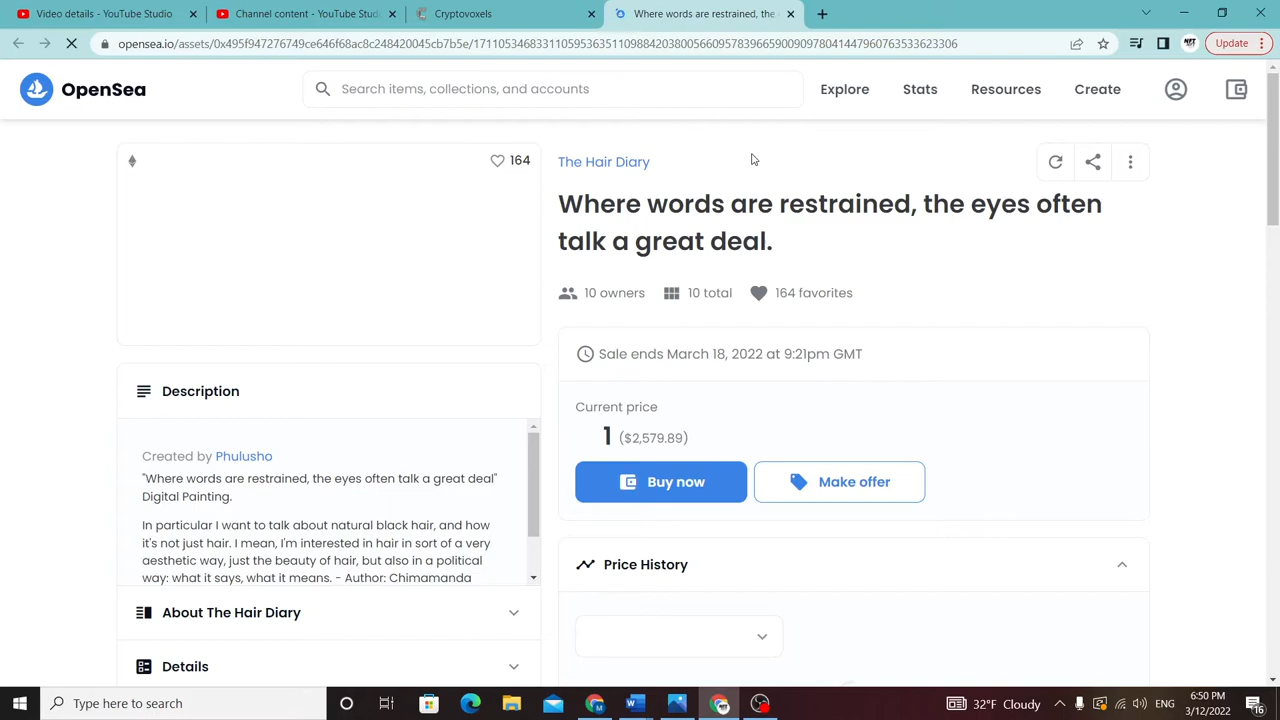 Video details - YouTube Studio
Channel content - YouTube Stud
Cryptovoxels
Where words are restrained, the
opensea.io/assets/0x495f947276749ce646f68ac8c248420045cb7b5e/17110534683311059536351109884203800566095783966590090978041447960763533623306
Update
OpenSea
Search items, collections, and accounts
Explore
Stats
Resources
Create
164
The Hair Diary
Where words are restrained, the eyes often
talk a great deal.
10 owners
10 total
164 favorites
Sale ends March 18, 2022 at 9:21pm GMT
Current price
1 ($2,579.89)
Buy now
Make offer
Price History
Description
Created by Phulusho
"Where words are restrained, the eyes often talk a great deal"
Digital Painting.
In particular I want to talk about natural black hair, and how
it's not just hair. I mean, I'm interested in hair in sort of a very
aesthetic way, just the beauty of hair, but also in a political
way: what it says, what it means. - Author: Chimamanda
About The Hair Diary
Details
Type here to search
32°F Cloudy
ENG
6:50 PM
3/12/2022
16